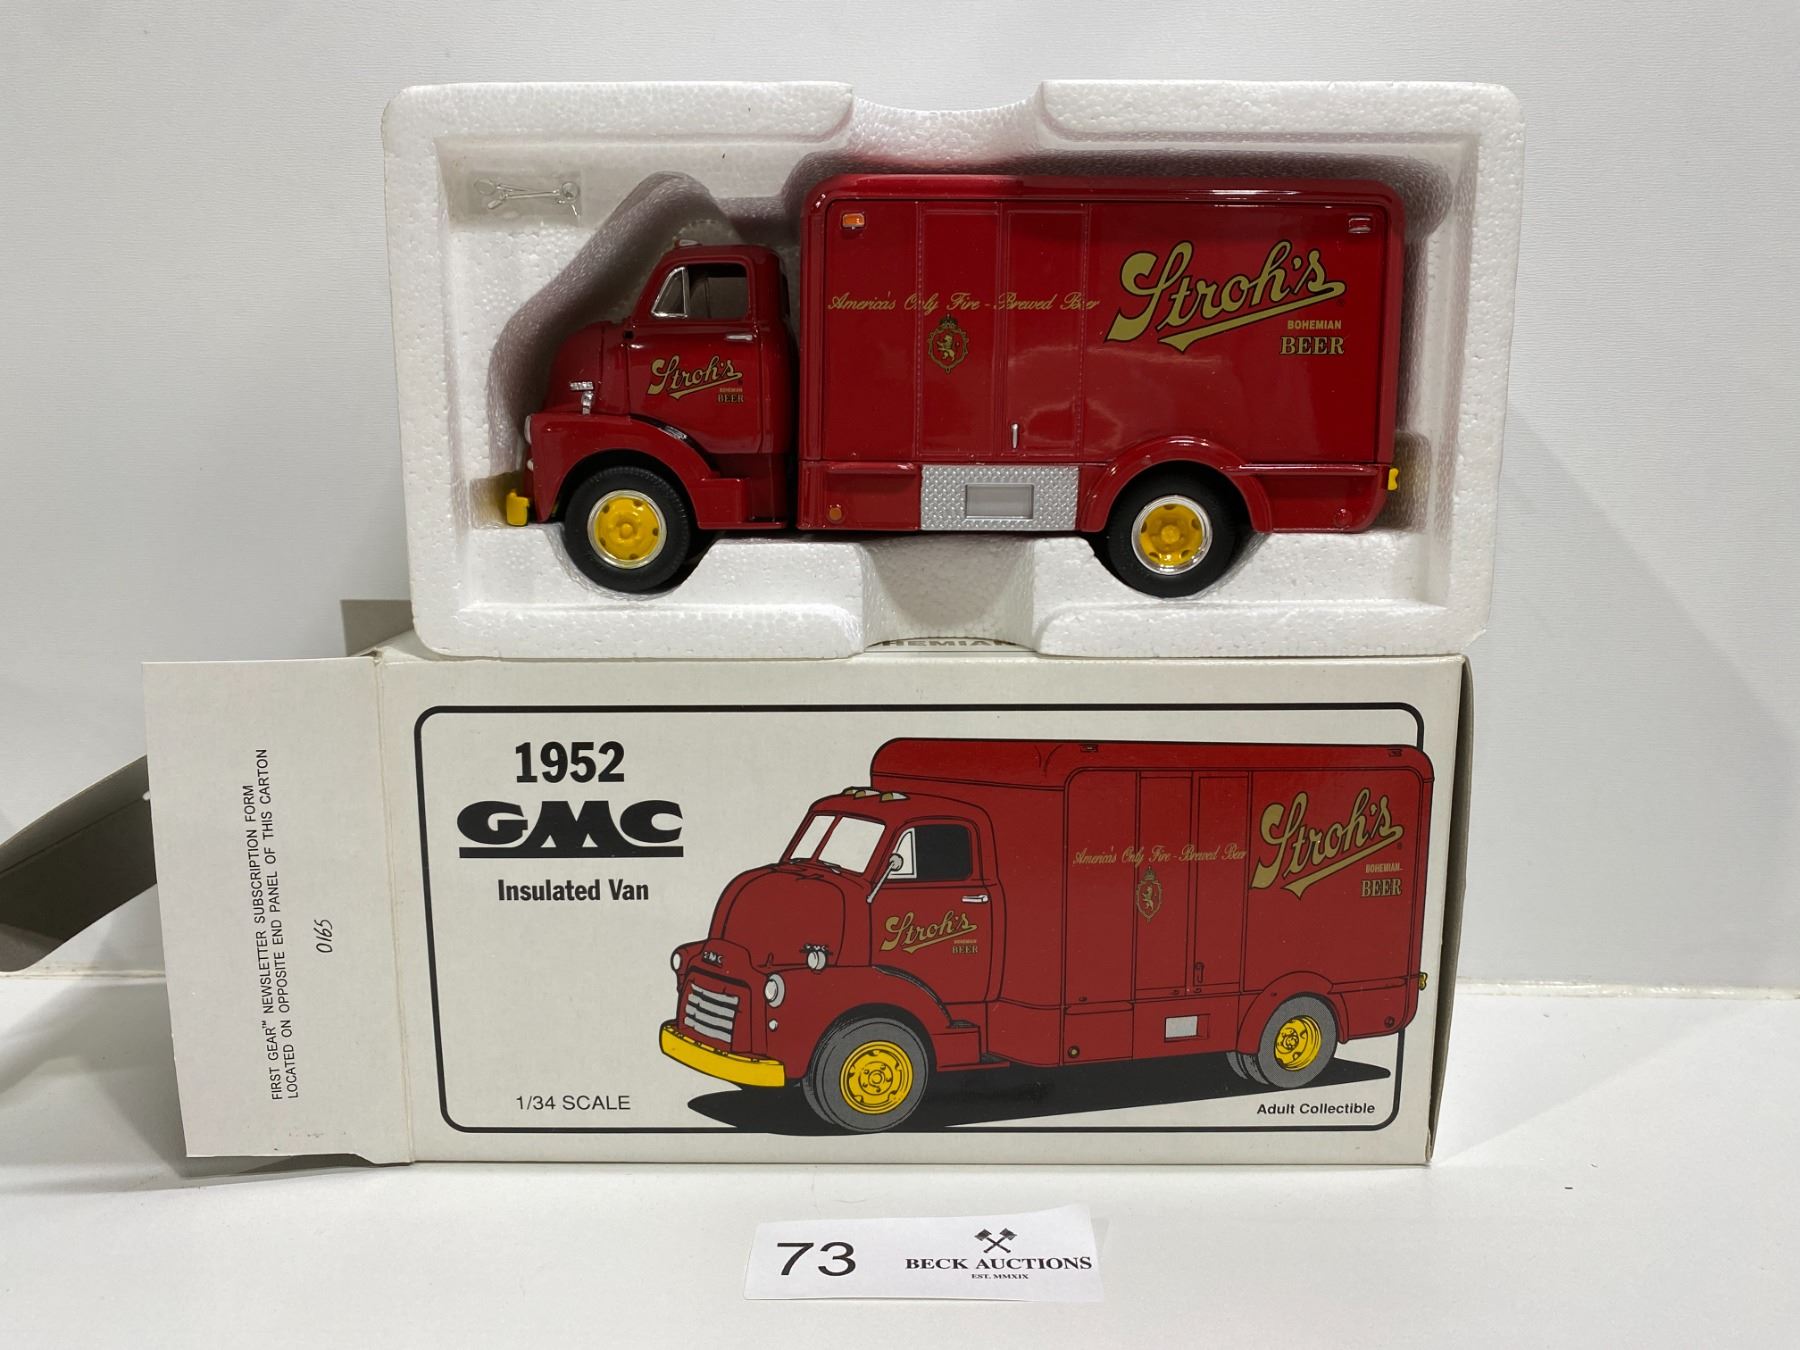 America's Only Fire-Brewed Beer
Stroh's
BOHEMIAN
BEER
Stroh's
BOHEMIAN
BEER
HEMIAN
1952
GMC
Insulated Van
1/34 SCALE
America's Only Fire-Brewed Beer
Stroh's
BOHEMIAN
BEER
Stroh's
BOHEMIAN
BEER
GMC
Adult Collectible
FIRST GEAR™ NEWSLETTER SUBSCRIPTION FORM
LOCATED ON OPPOSITE END PANEL OF THIS CARTON
0165
73
BECK AUCTIONS
EST. MMXIX